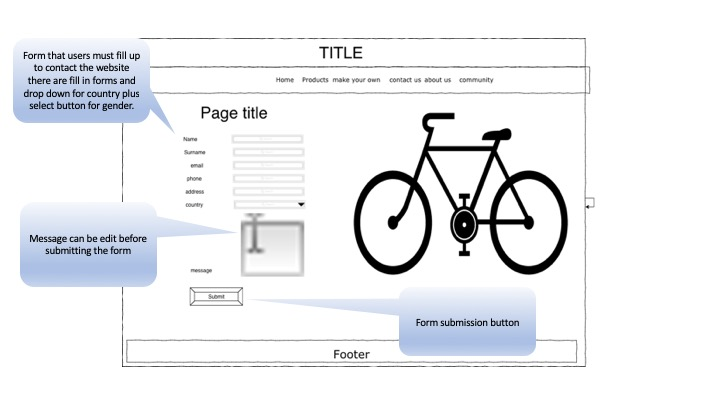 TITLE
Form that users must fill up
to contact the website
there are fill in forms and
drop down for country plus
select button for gender.
Home Products make your own contact us about us community
Page title
Name
Surname
email
phone
address
country
Message can be edit before
submitting the form
message
Submit
Form submission button
Footer